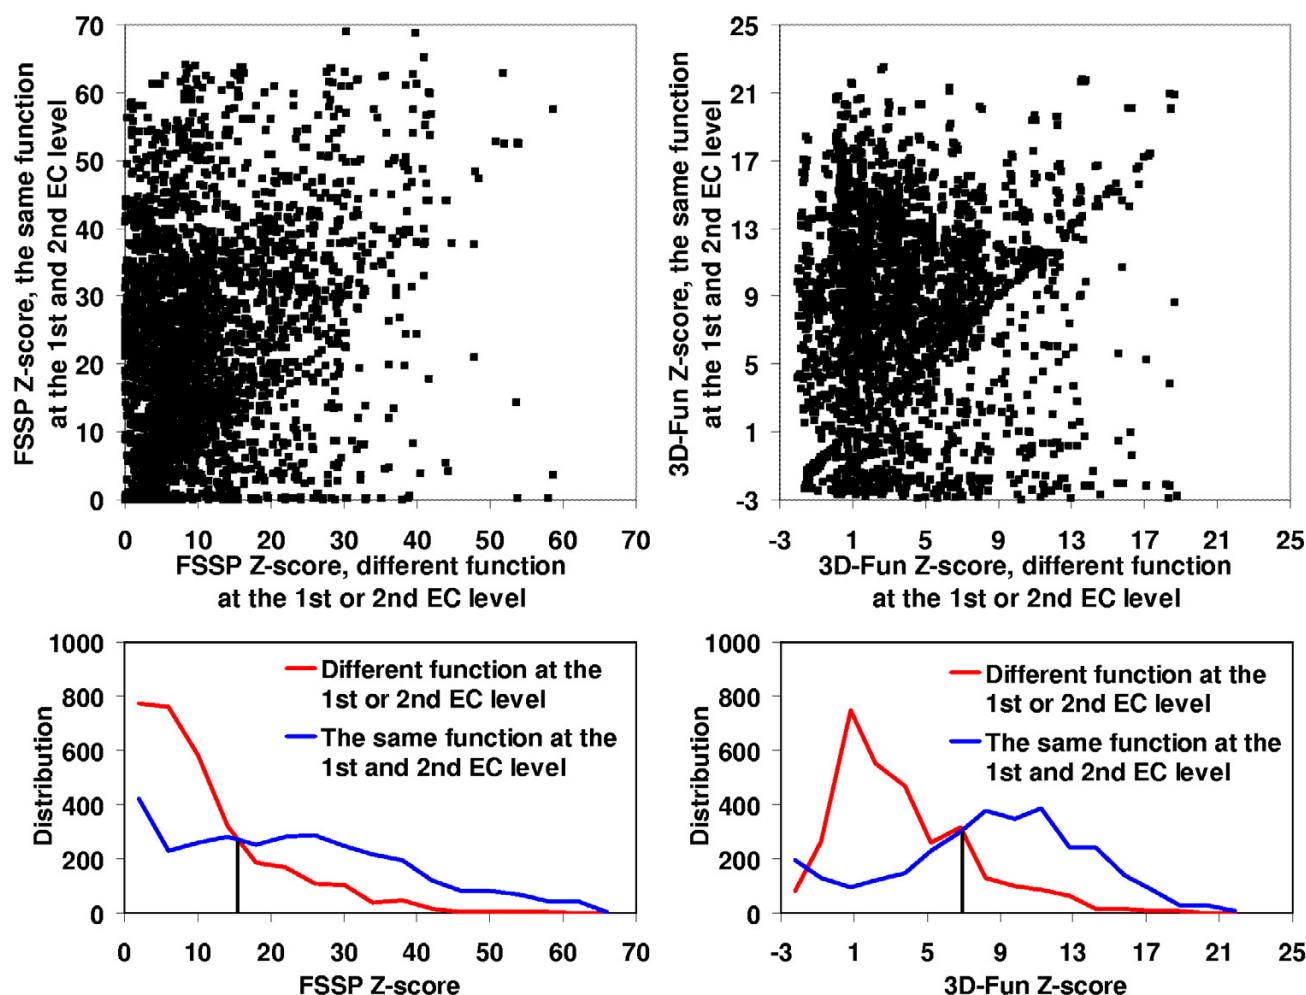 FSSP Z-score, the same function
at the 1st and 2nd EC level
70
60
50
40
30
20
10
0
0 10 20 30 40 50 60 70
FSSP Z-score, different function
at the 1st or 2nd EC level
3D-Fun Z-score, the same function
at the 1st and 2nd EC level
25
21
17
13
9
5
1
-3
-3 1 5 9 13 17 21 25
3D-Fun Z-score, different function
at the 1st or 2nd EC level
Distribution
1000
800
600
400
200
0
Different function at the
1st or 2nd EC level
The same function at the
1st and 2nd EC level
0 10 20 30 40 50 60 70
FSSP Z-score
Distribution
1000
800
600
400
200
0
Different function at the
1st or 2nd EC level
The same function at the
1st and 2nd EC level
-3 1 5 9 13 17 21 25
3D-Fun Z-score